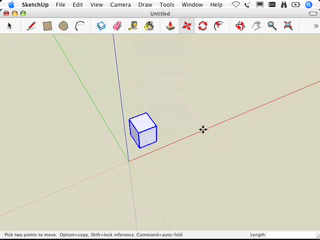 SketchUp File Edit View Camera Draw Tools Window Help
Untitled
Pick two points to move. Option=copy, Shift=lock inference, Command=auto-fold Length